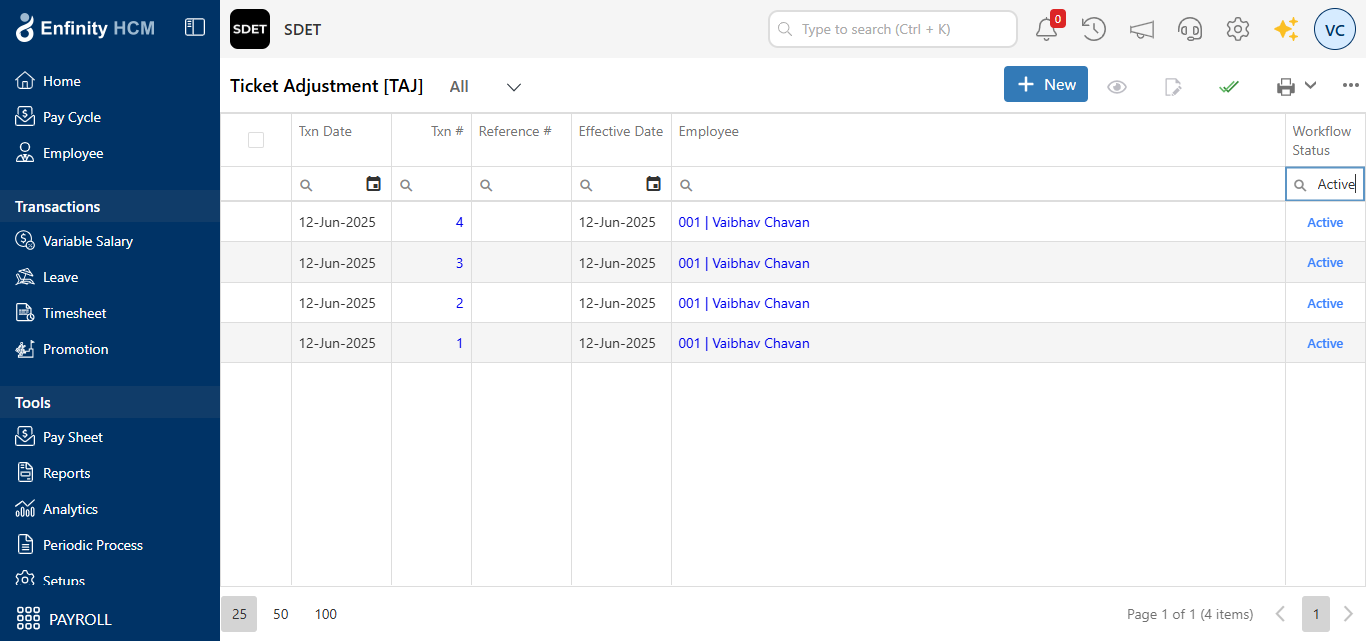 Enfinity HCM
SDET
SDET
Type to search (Ctrl + K)
0
VC
Home
Pay Cycle
Employee
Transactions
Variable Salary
Leave
Timesheet
Promotion
Tools
Pay Sheet
Reports
Analytics
Periodic Process
Setups
PAYROLL
Ticket Adjustment [TAJ]
All
New
Txn Date
Txn #
Reference #
Effective Date
Employee
Workflow
Status
Active
12-Jun-2025 4 12-Jun-2025 001 | Vaibhav Chavan Active
12-Jun-2025 3 12-Jun-2025 001 | Vaibhav Chavan Active
12-Jun-2025 2 12-Jun-2025 001 | Vaibhav Chavan Active
12-Jun-2025 1 12-Jun-2025 001 | Vaibhav Chavan Active
25 50 100
Page 1 of 1 (4 items)
1